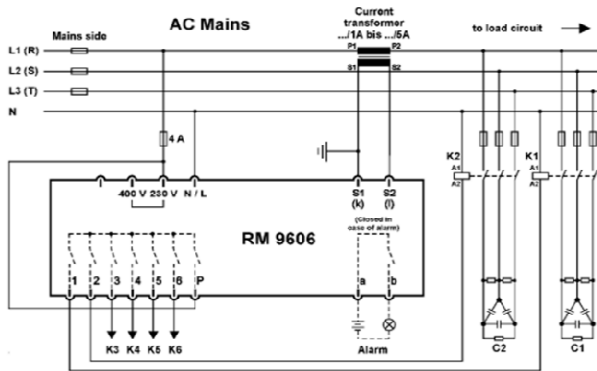 AC Mains
Current
transformer
.../1A bis .../5A
to load circuit
Mains side
L1 (R)
P1 P2
L2 (S)
S1 S2
L3 (T)
N
4 A
K2
K1
A1
A2
A1
A2
400 V 230 V N / L
S1 S2
(k) (l)
(Closed in
case of alarm)
RM 9606
1 2 3 4 5 6 P
a b
K3 K4 K5 K6
Alarm
C2
C1